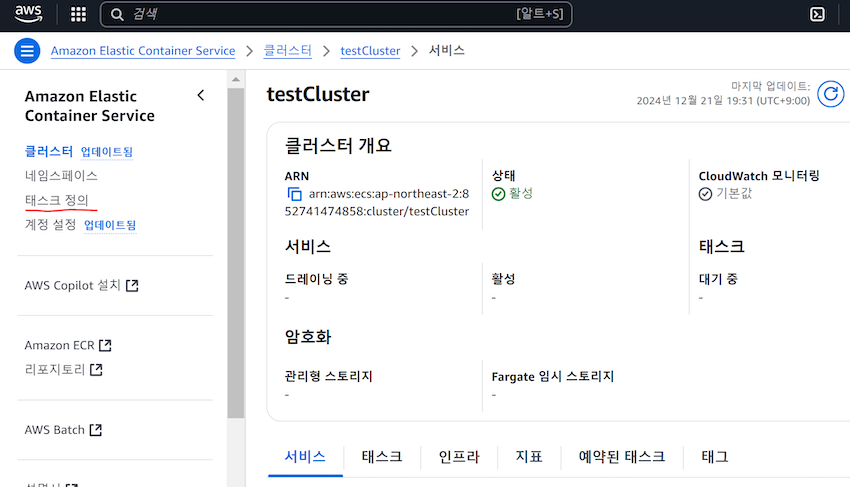 aws
검색
[알트+S]
Amazon Elastic Container Service > 클러스터 > testCluster > 서비스
Amazon Elastic
Container Service
클러스터 업데이트됨
네임스페이스
태스크 정의
계정 설정 업데이트됨
AWS Copilot 설치
Amazon ECR
리포지토리
AWS Batch
testCluster
마지막 업데이트:
2024년 12월 21일 19:31 (UTC+9:00)
클러스터 개요
ARN
arn:aws:ecs:ap-northeast-2:8
52741474858:cluster/testCluster
상태
활성
CloudWatch 모니터링
기본값
서비스
드레이닝 중
-
활성
-
태스크
대기 중
-
암호화
관리형 스토리지
-
Fargate 임시 스토리지
-
서비스
태스크
인프라
지표
예약된 태스크
태그